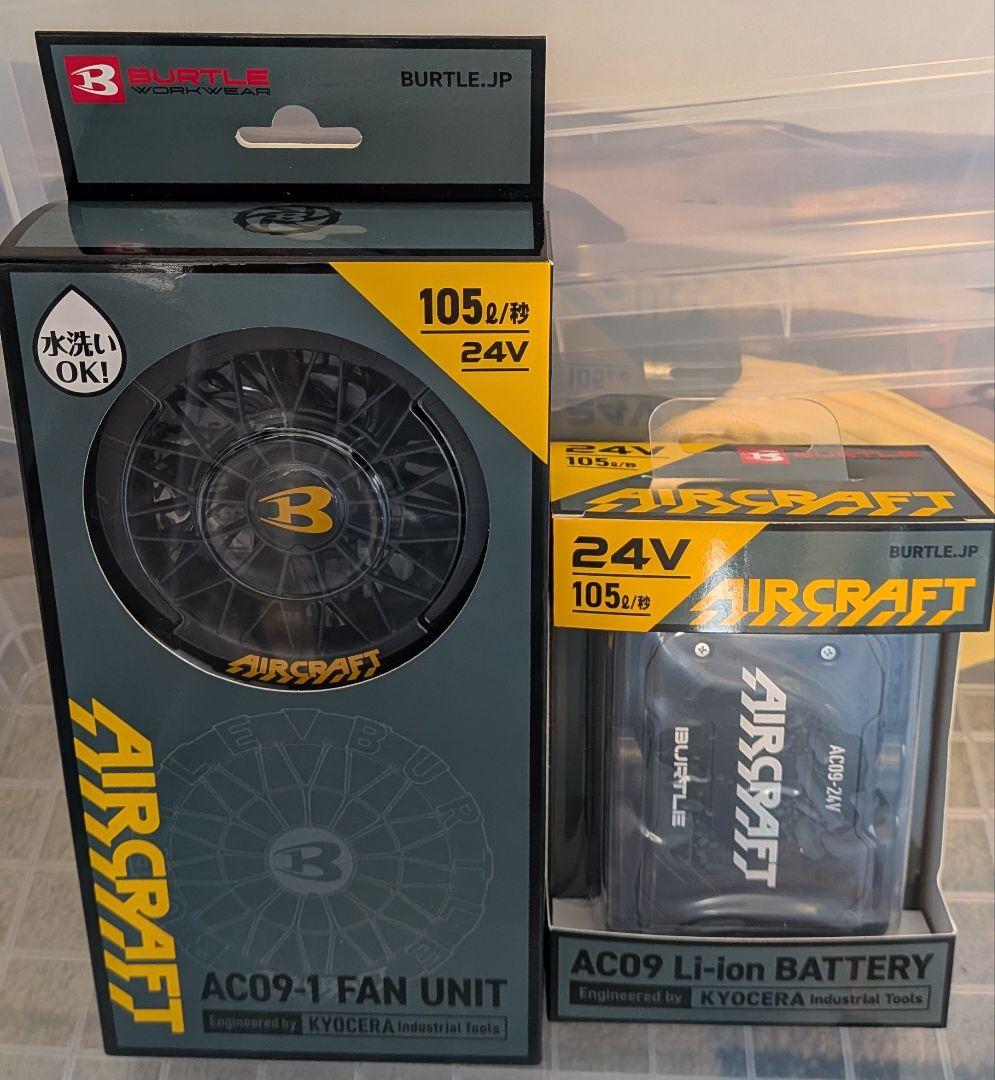 B BURTLE
WORKWEAR
BURTLE.JP
水洗い
OK!
105ℓ/秒
24V
B
AIRCRAFT
AIRCRAFT
LEVBURTLE
B
AC09-1 FAN UNIT
Engineered by KYOCERA Industrial Tools
24V
105ℓ/秒
B BURTLE
AIRCRAFT
24V
105ℓ/秒
BURTLE.JP
AIRCRAFT
AC09-24V
AIRCRAFT
BURTLE
AC09 Li-ion BATTERY
Engineered by KYOCERA Industrial Tools